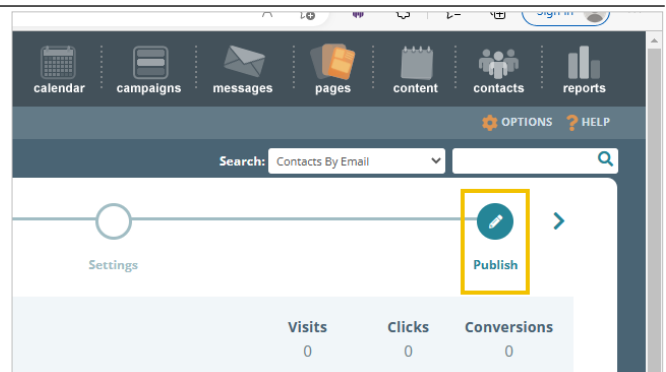 Sign in
calendar campaigns messages pages content contacts reports
OPTIONS ? HELP
Search: Contacts By Email
Settings Publish
Visits Clicks Conversions
0 0 0